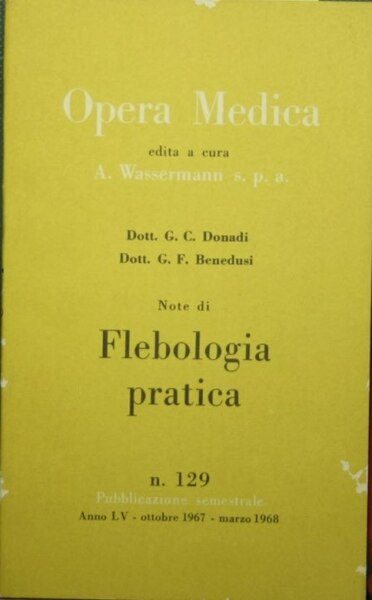 Opera Medica
edita a cura
A. Wassermann s. p. a.
Dott. G. C. Donadi
Dott. G. F. Benedusi
Note di
Flebologia
pratica
n. 129
Pubblicazione semestrale
Anno LV - ottobre 1967 - marzo 1968